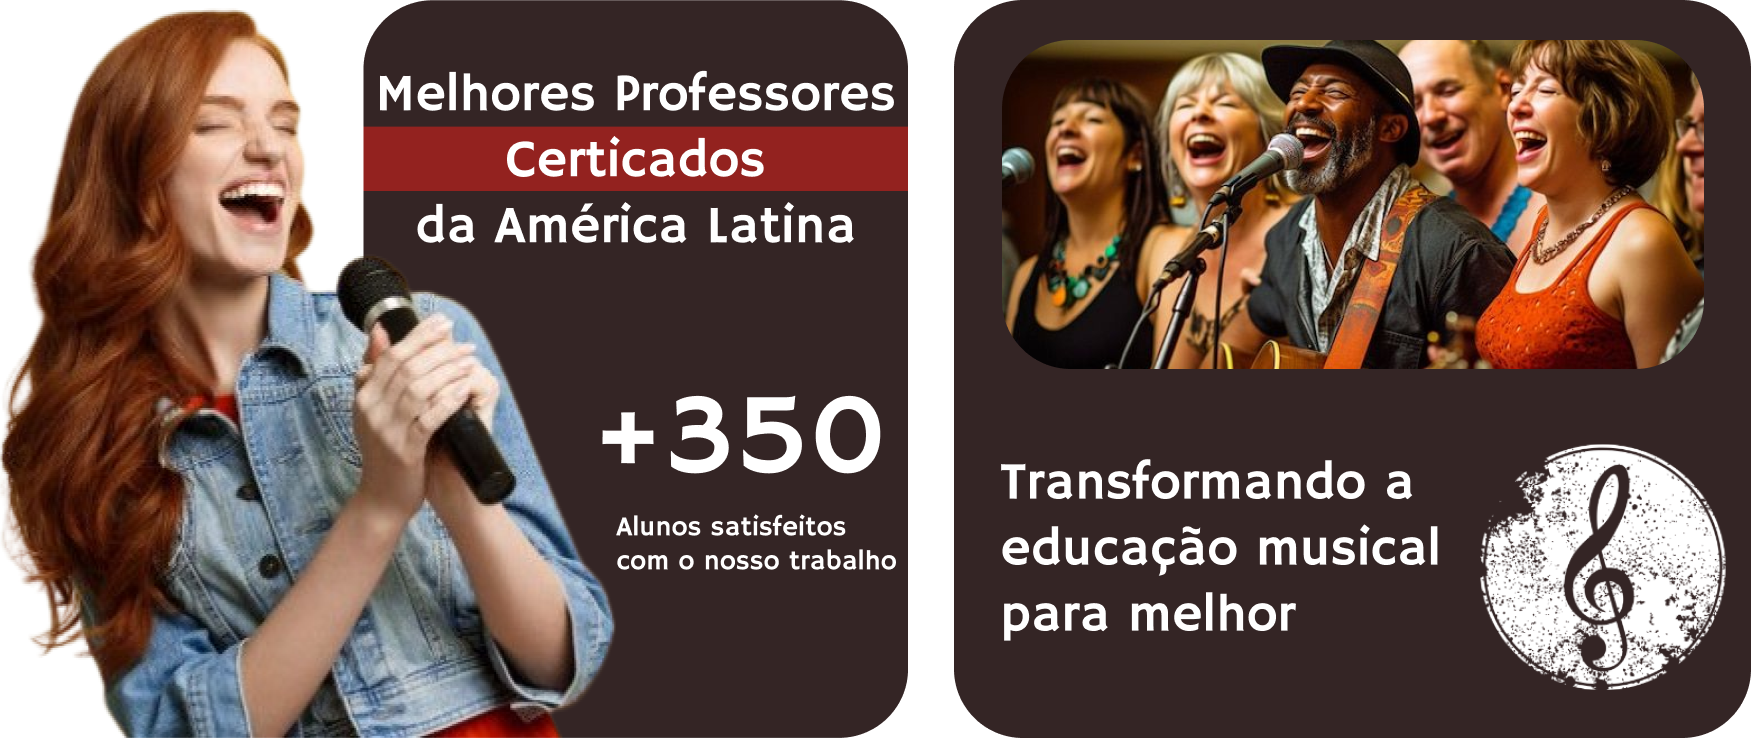 Melhores Professores
Certicados
da América Latina
+350
Alunos satisfeitos
com o nosso trabalho
Transformando a
educação musical
para melhor